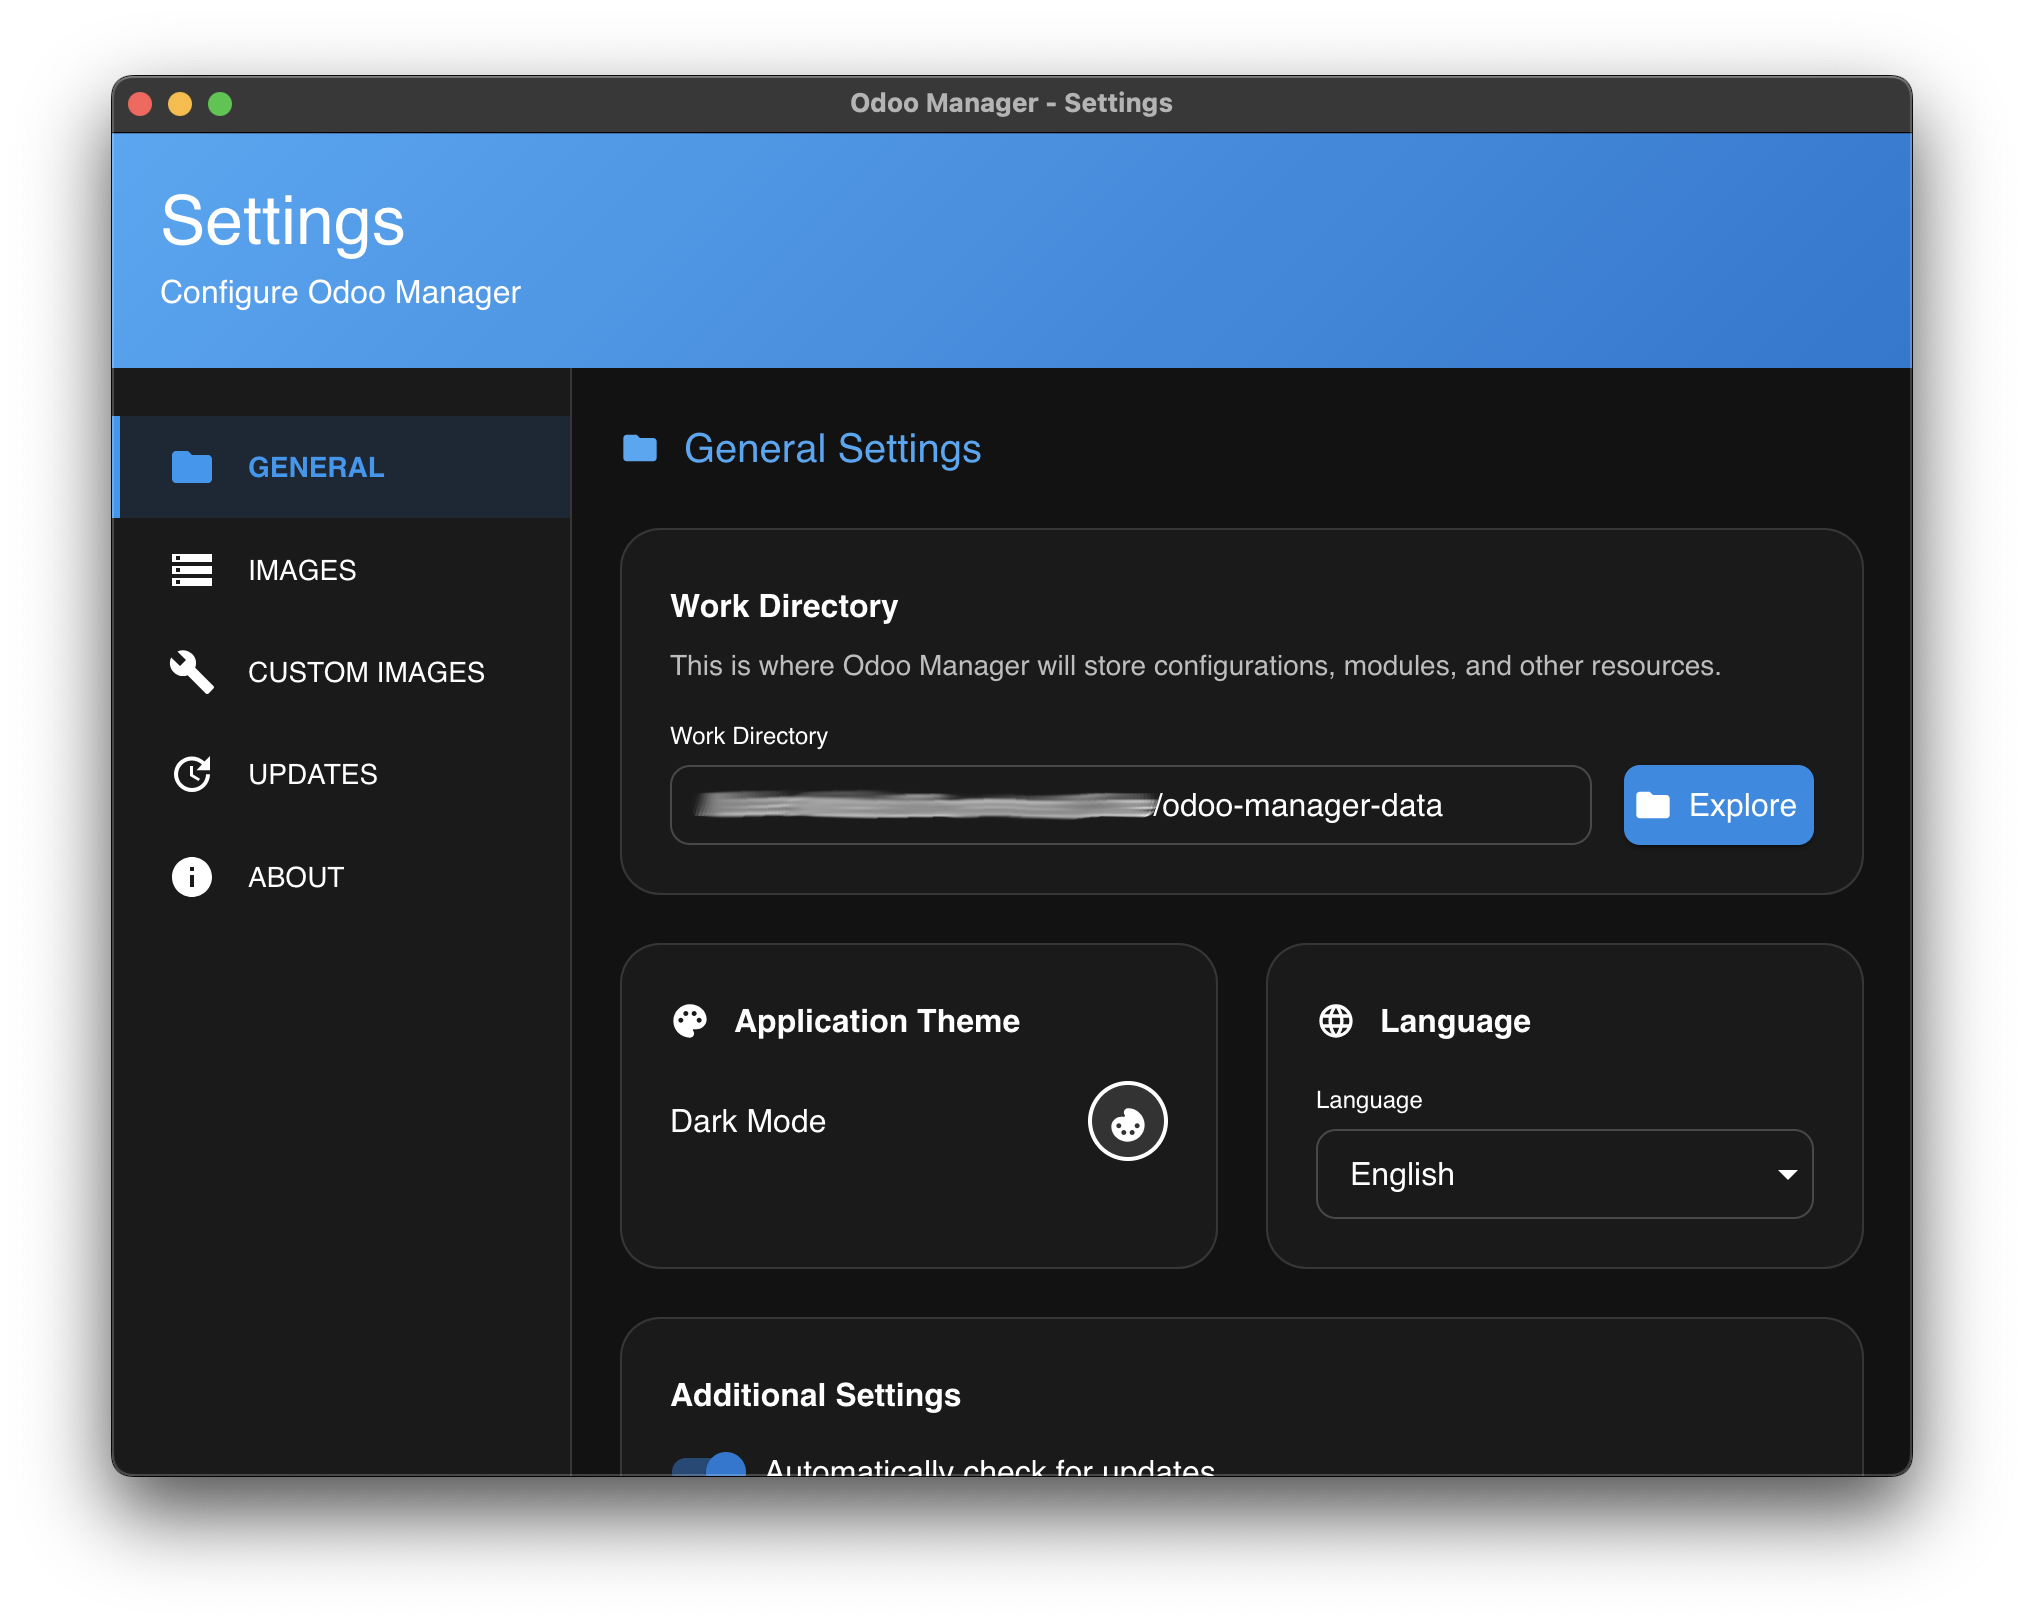 Odoo Manager - Settings
Settings
Configure Odoo Manager
GENERAL
IMAGES
CUSTOM IMAGES
UPDATES
ABOUT
General Settings
Work Directory
This is where Odoo Manager will store configurations, modules, and other resources.
Work Directory
/odoo-manager-data
Explore
Application Theme
Dark Mode
Language
Language
English
Additional Settings
Automatically check for updates